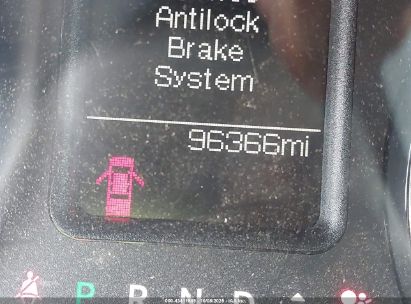 Antilock
Brake
System
96366mi
P R N D